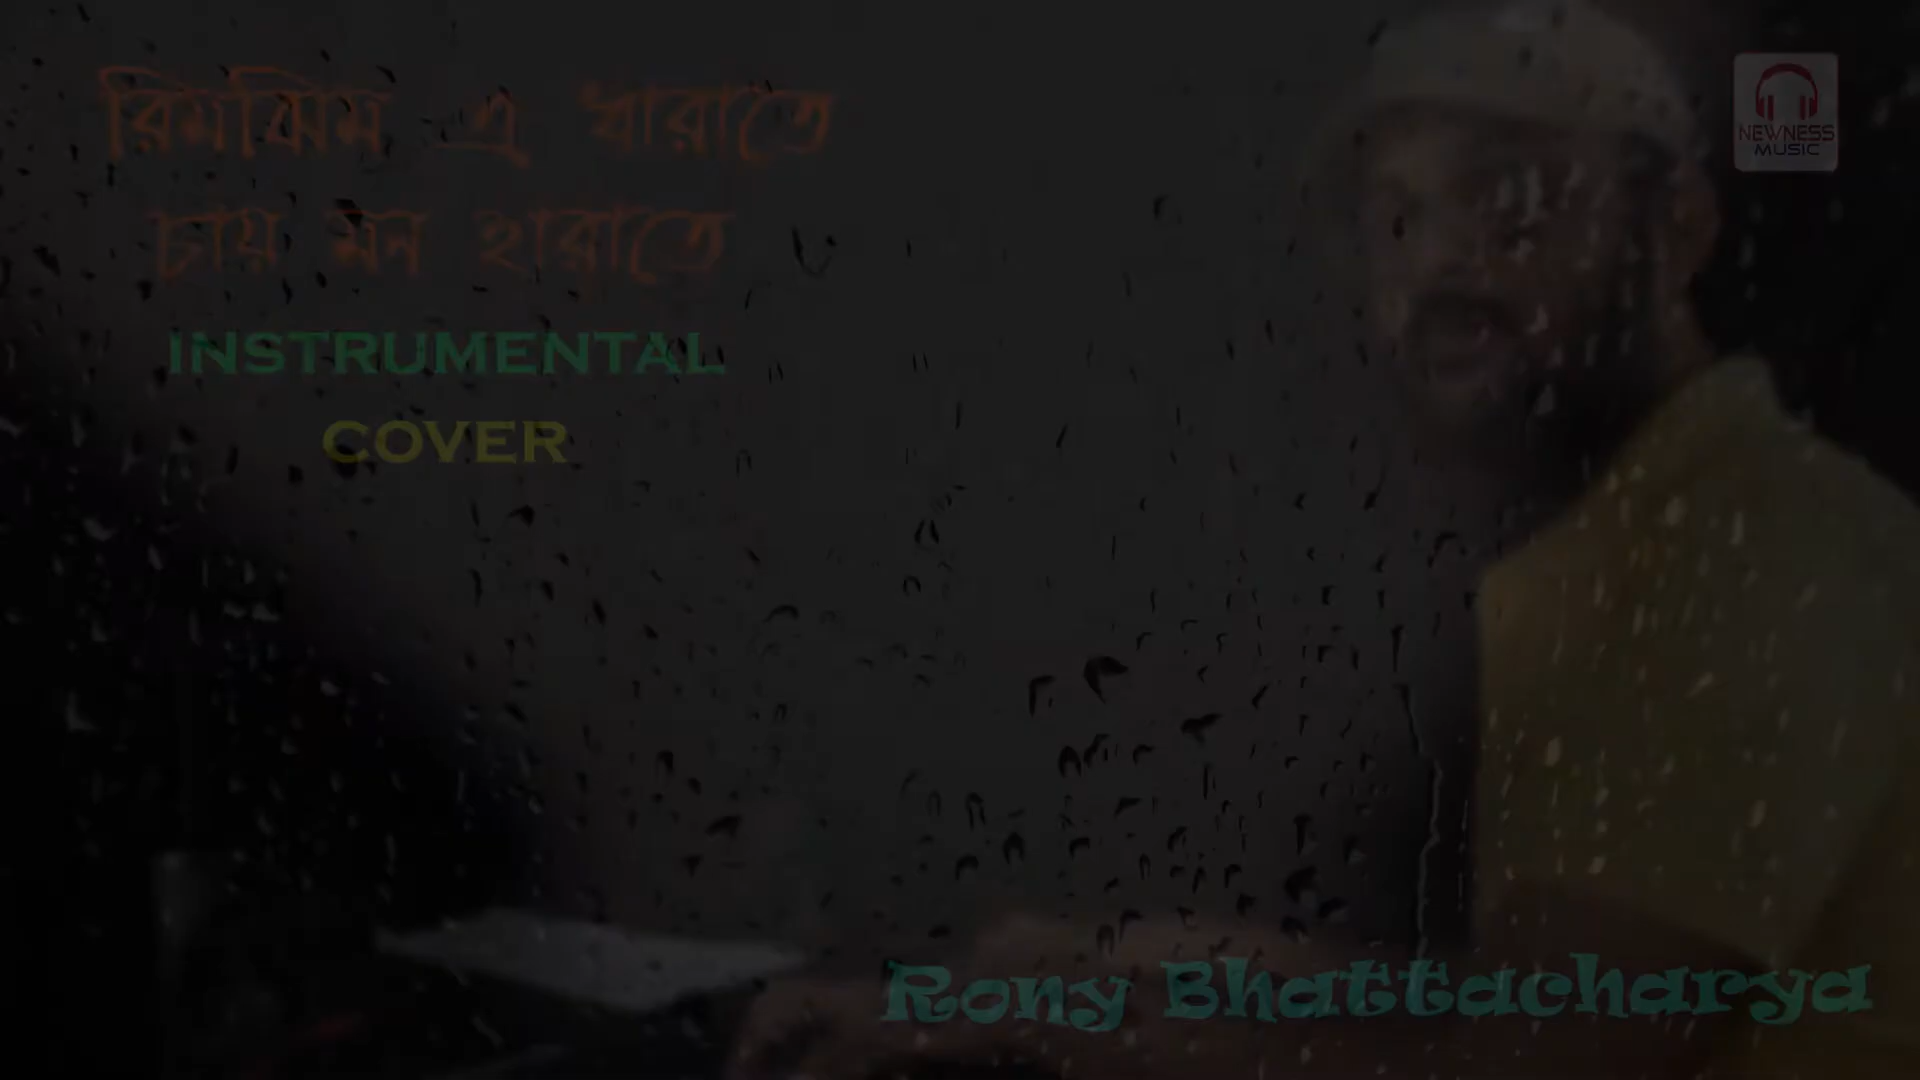 রিমঝিম এ ধারাতে
চায় মন হারাতে
INSTRUMENTAL
COVER
NEWNESS
MUSIC
Rony Bhattacharya